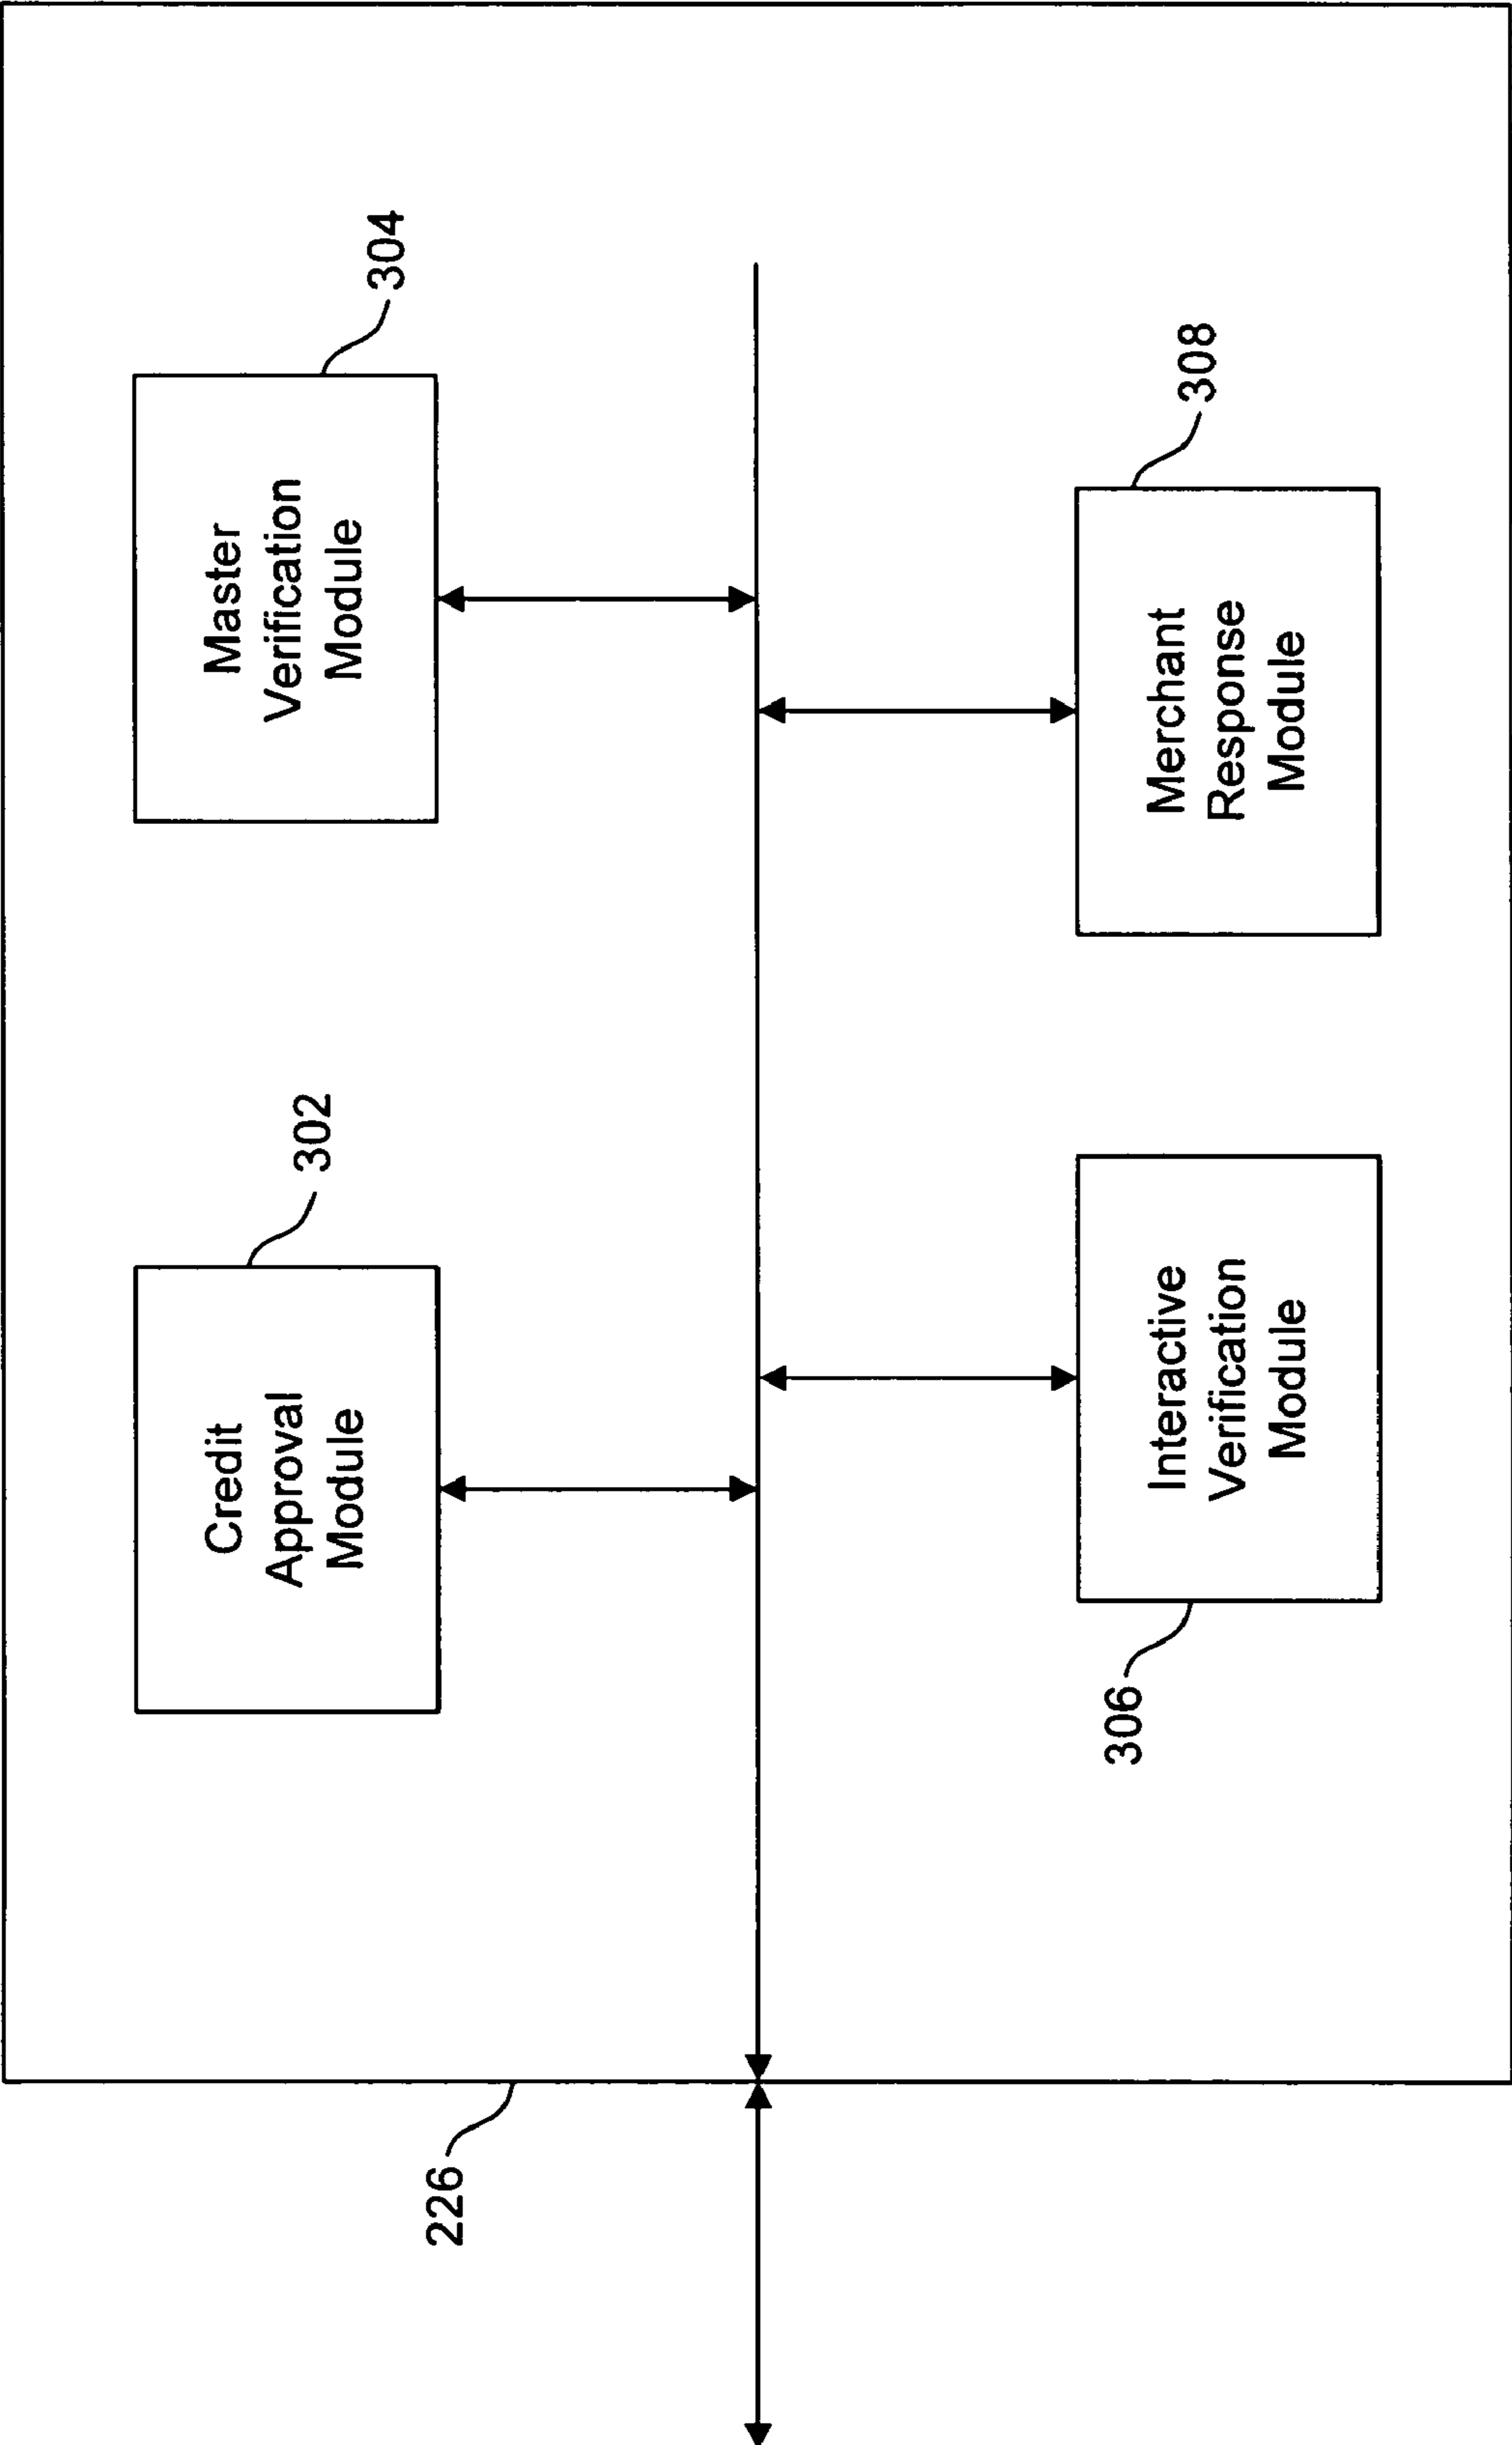 Credit
Approval
Module
302
Master
Verification
Module
304
226
306
Interactive
Verification
Module
Merchant
Response
Module
308